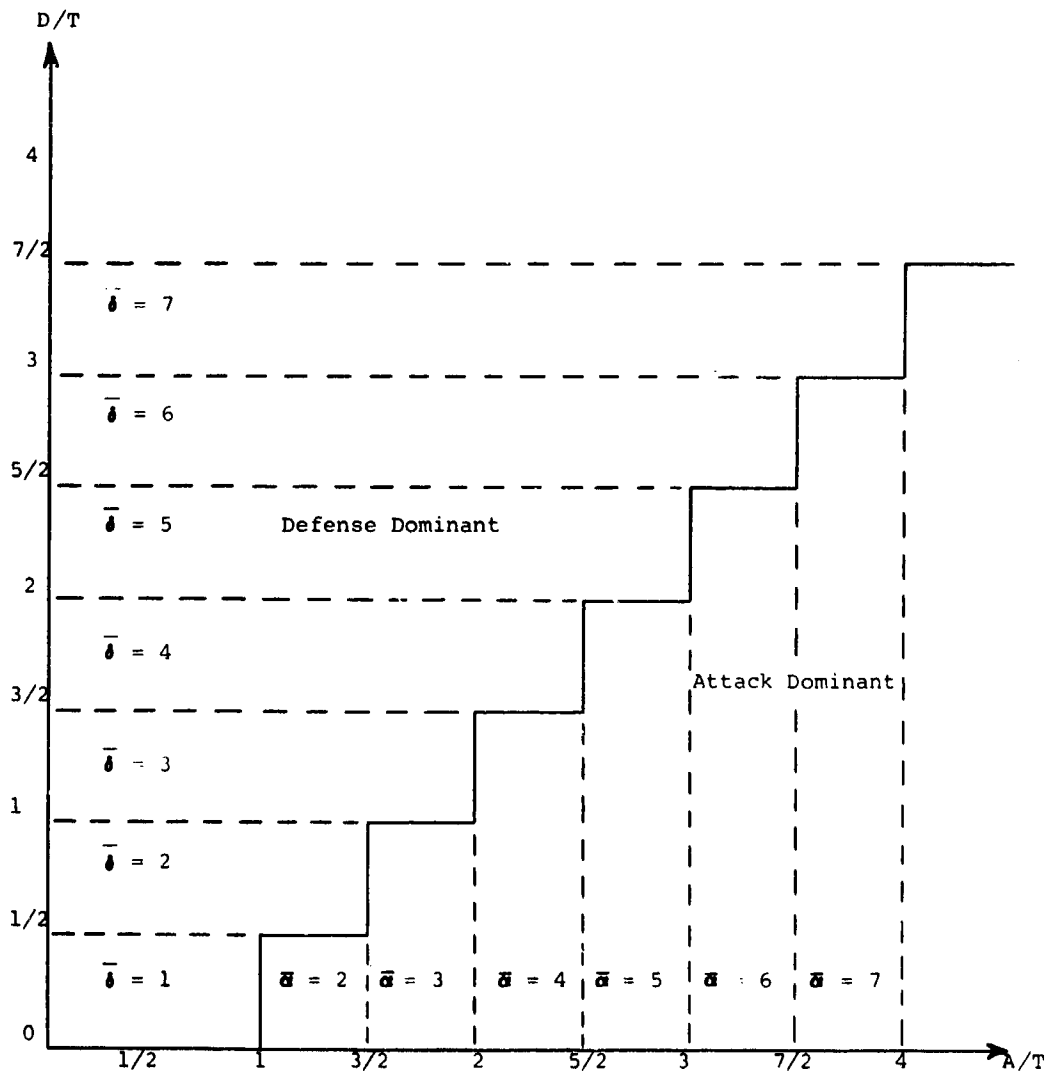 D/T
4
7/2
δ̄ = 7
3
δ̄ = 6
5/2
δ̄ = 5 Defense Dominant
2
δ̄ = 4
3/2
Attack Dominant
δ̄ = 3
1
δ̄ = 2
1/2
δ̄ = 1 ᾱ = 2 ᾱ = 3 ᾱ = 4 ᾱ = 5 ᾱ = 6 ᾱ = 7
0
1/2 1 3/2 2 5/2 3 7/2 4 A/T